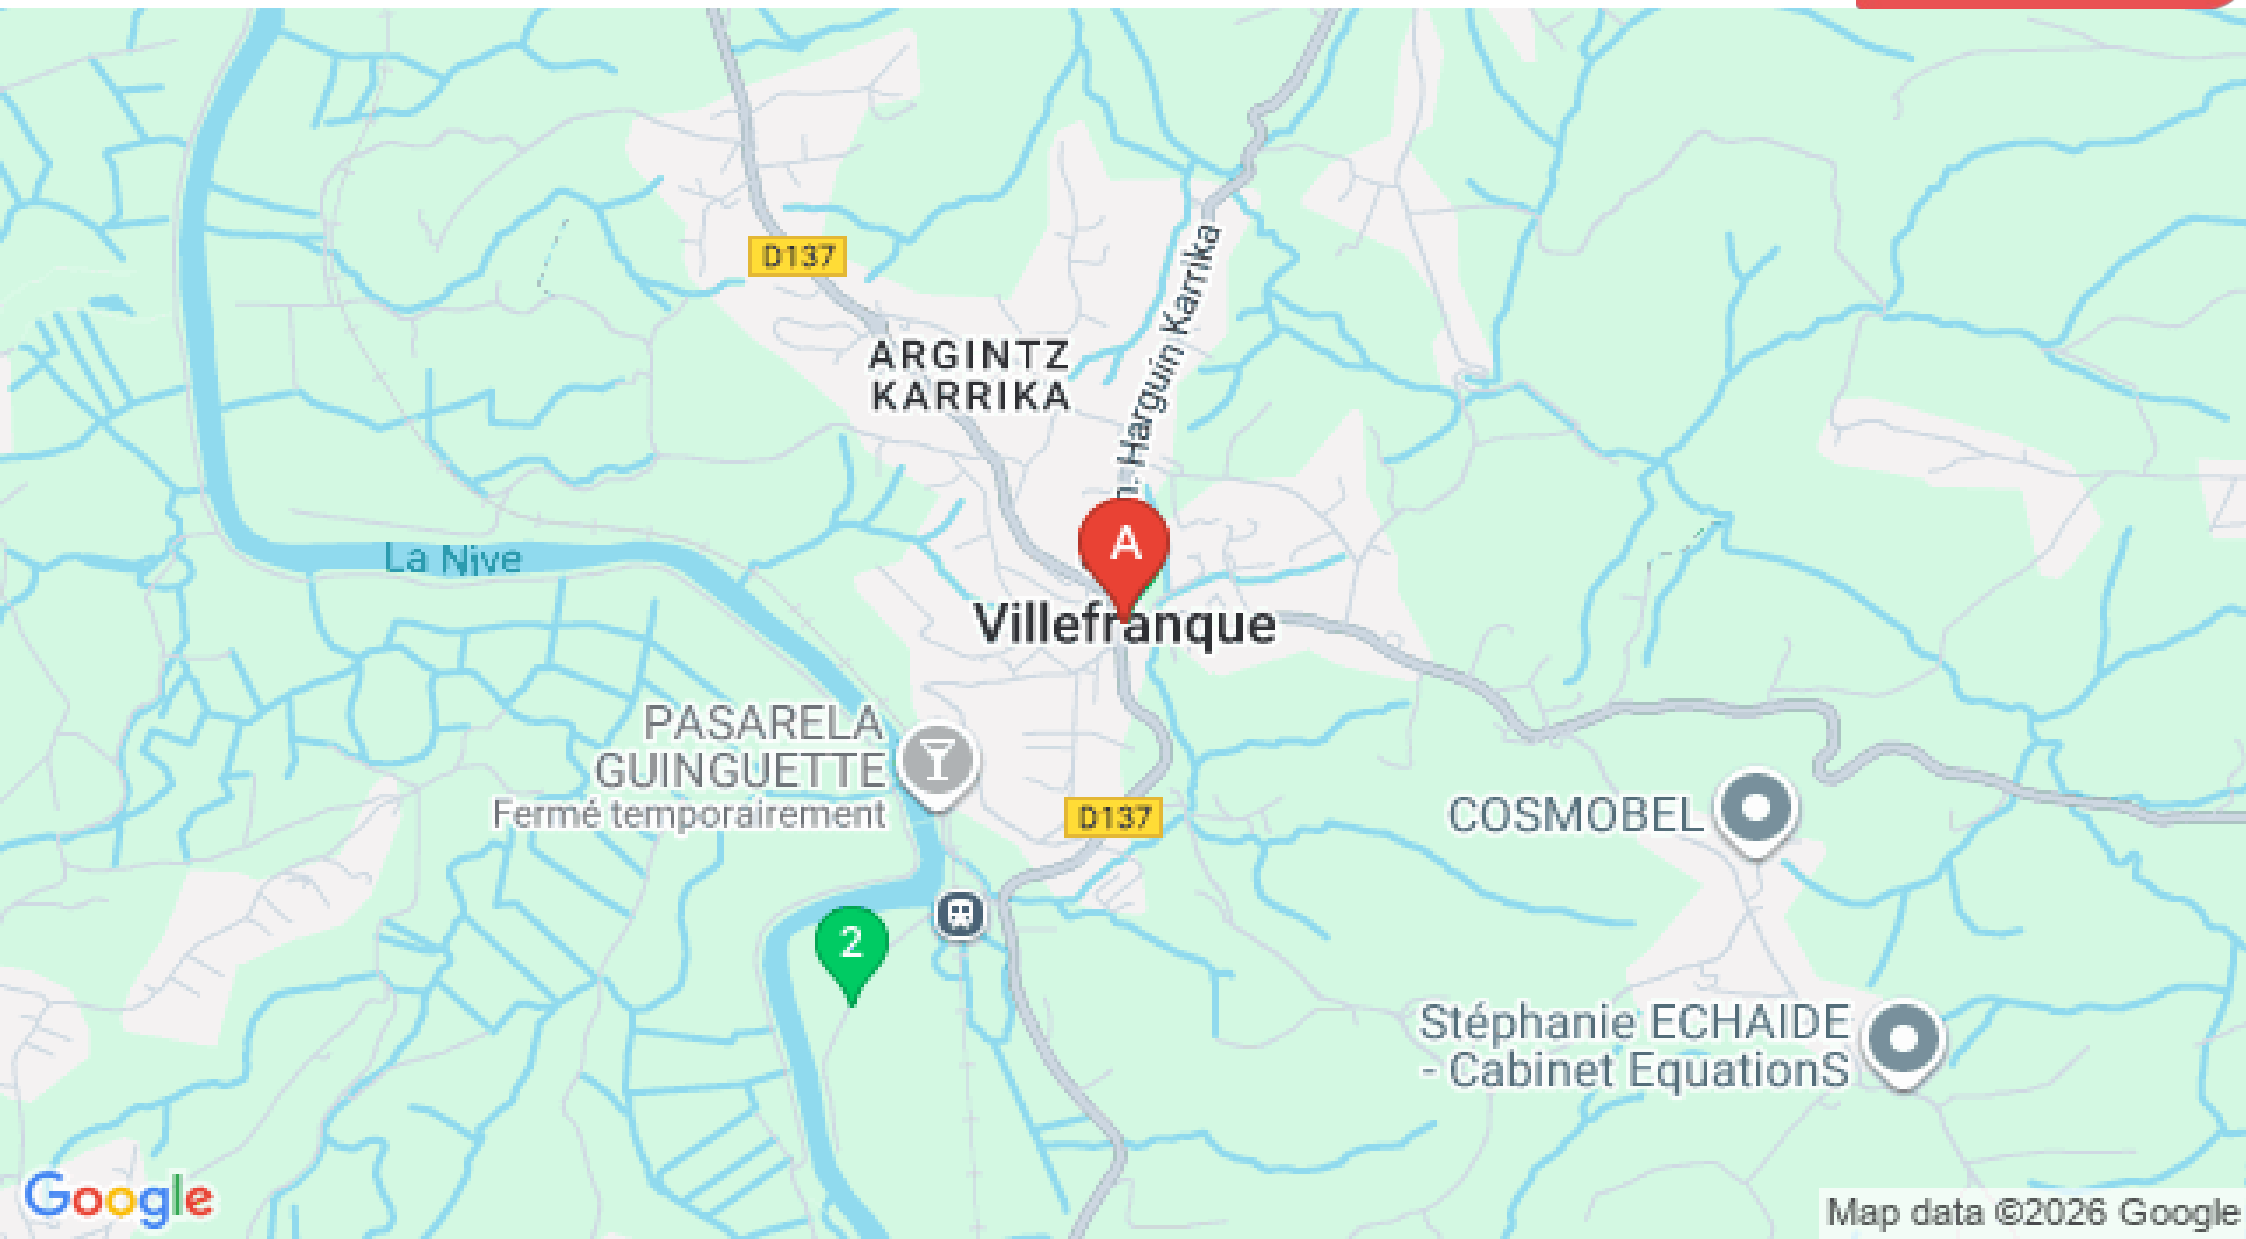 D137
ARGINTZ
KARRIKA
Harguin Karrika
A
La Nive
Villefranque
PASARELA
GUINGUETTE
Fermé temporairement
D137
COSMOBEL
2
Stéphanie ECHAIDE
- Cabinet EquationS
Google
Map data ©2026 Google